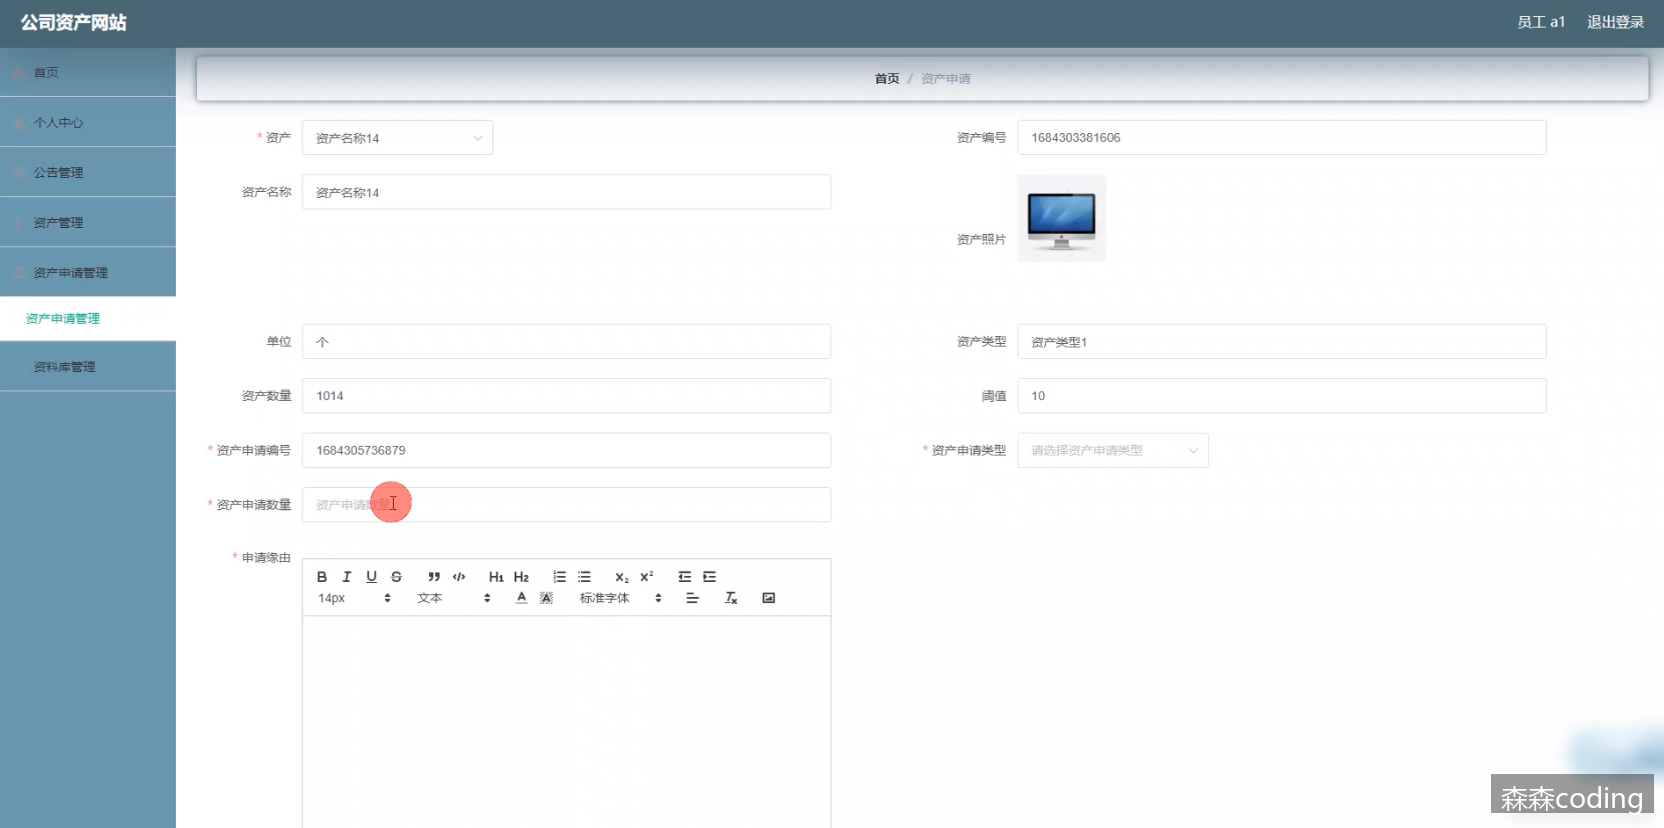 公司资产网站
员工 a1 退出登录
首页
个人中心
公告管理
资产管理
资产申请管理
资产申请管理
资料库管理
首页 / 资产申请
* 资产 资产名称14
资产编号 1684303381606
资产名称 资产名称14
资产照片
单位 个
资产类型 资产类型1
资产数量 1014
阈值 10
* 资产申请编号 1684305736879
* 资产申请类型 请选择资产申请类型
* 资产申请数量 资产申请数量
* 申请缘由
B I U S ” </> H1 H2 X2 X2
14px 文本 A A 标准字体 Tx
森森coding